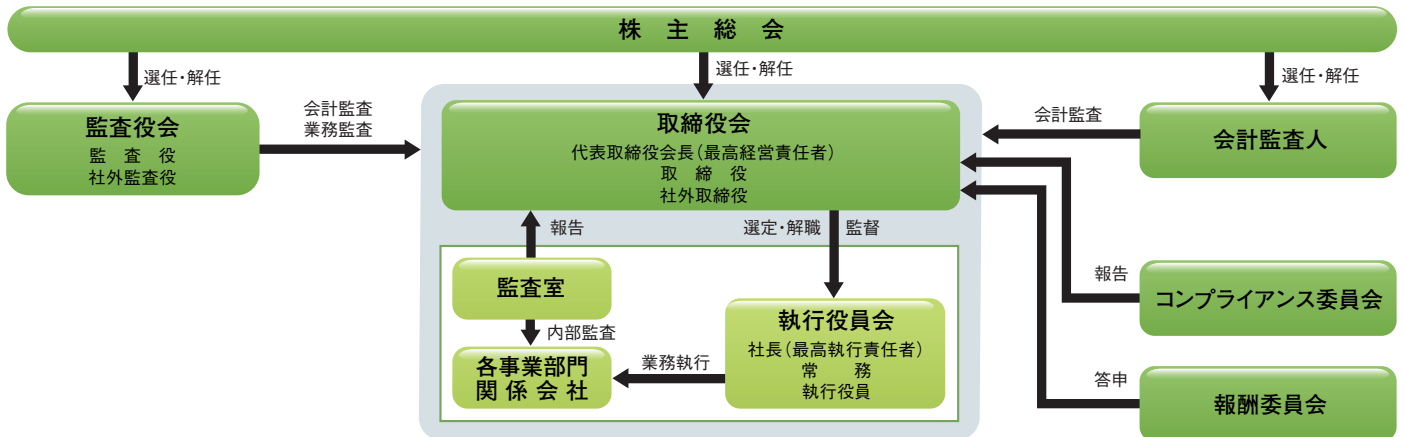 株主総会
選任・解任
選任・解任
選任・解任
監査役会
監査役
社外監査役
会計監査
業務監査
取締役会
代表取締役会長(最高経営責任者)
取締役
社外取締役
会計監査
会計監査人
報告
選定・解職
監督
監査室
内部監査
各事業部門
関係会社
業務執行
執行役員会
社長(最高執行責任者)
常務
執行役員
報告
コンプライアンス委員会
答申
報酬委員会